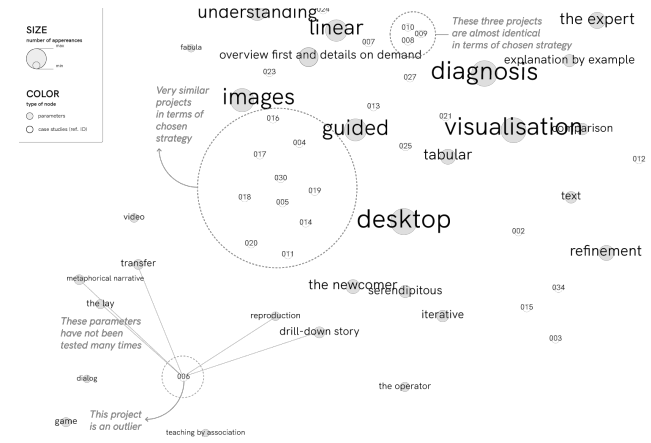 understanding
024
linear
007
010
009
008
These three projects
are almost identical
in terms of chosen strategy
the expert
SIZE
number of appereances
max
min
COLOR
type of node
parameters
case studies (ref. ID)
fabula
overview first and details on demand
explanation by example
023
027
diagnosis
Very similar
projects
in terms of
chosen
strategy
images
013
016
guided
021
visualisation
comparison
004
025
017
tabular
012
030
018
019
005
text
014
desktop
video
002
020
011
refinement
transfer
metaphorical narrative
the newcomer
serendipitous
034
the lay
015
These parameters
have not been
tested many times
reproduction
iterative
drill-down story
003
006
dialog
the operator
game
This project
is an outlier
teaching by association